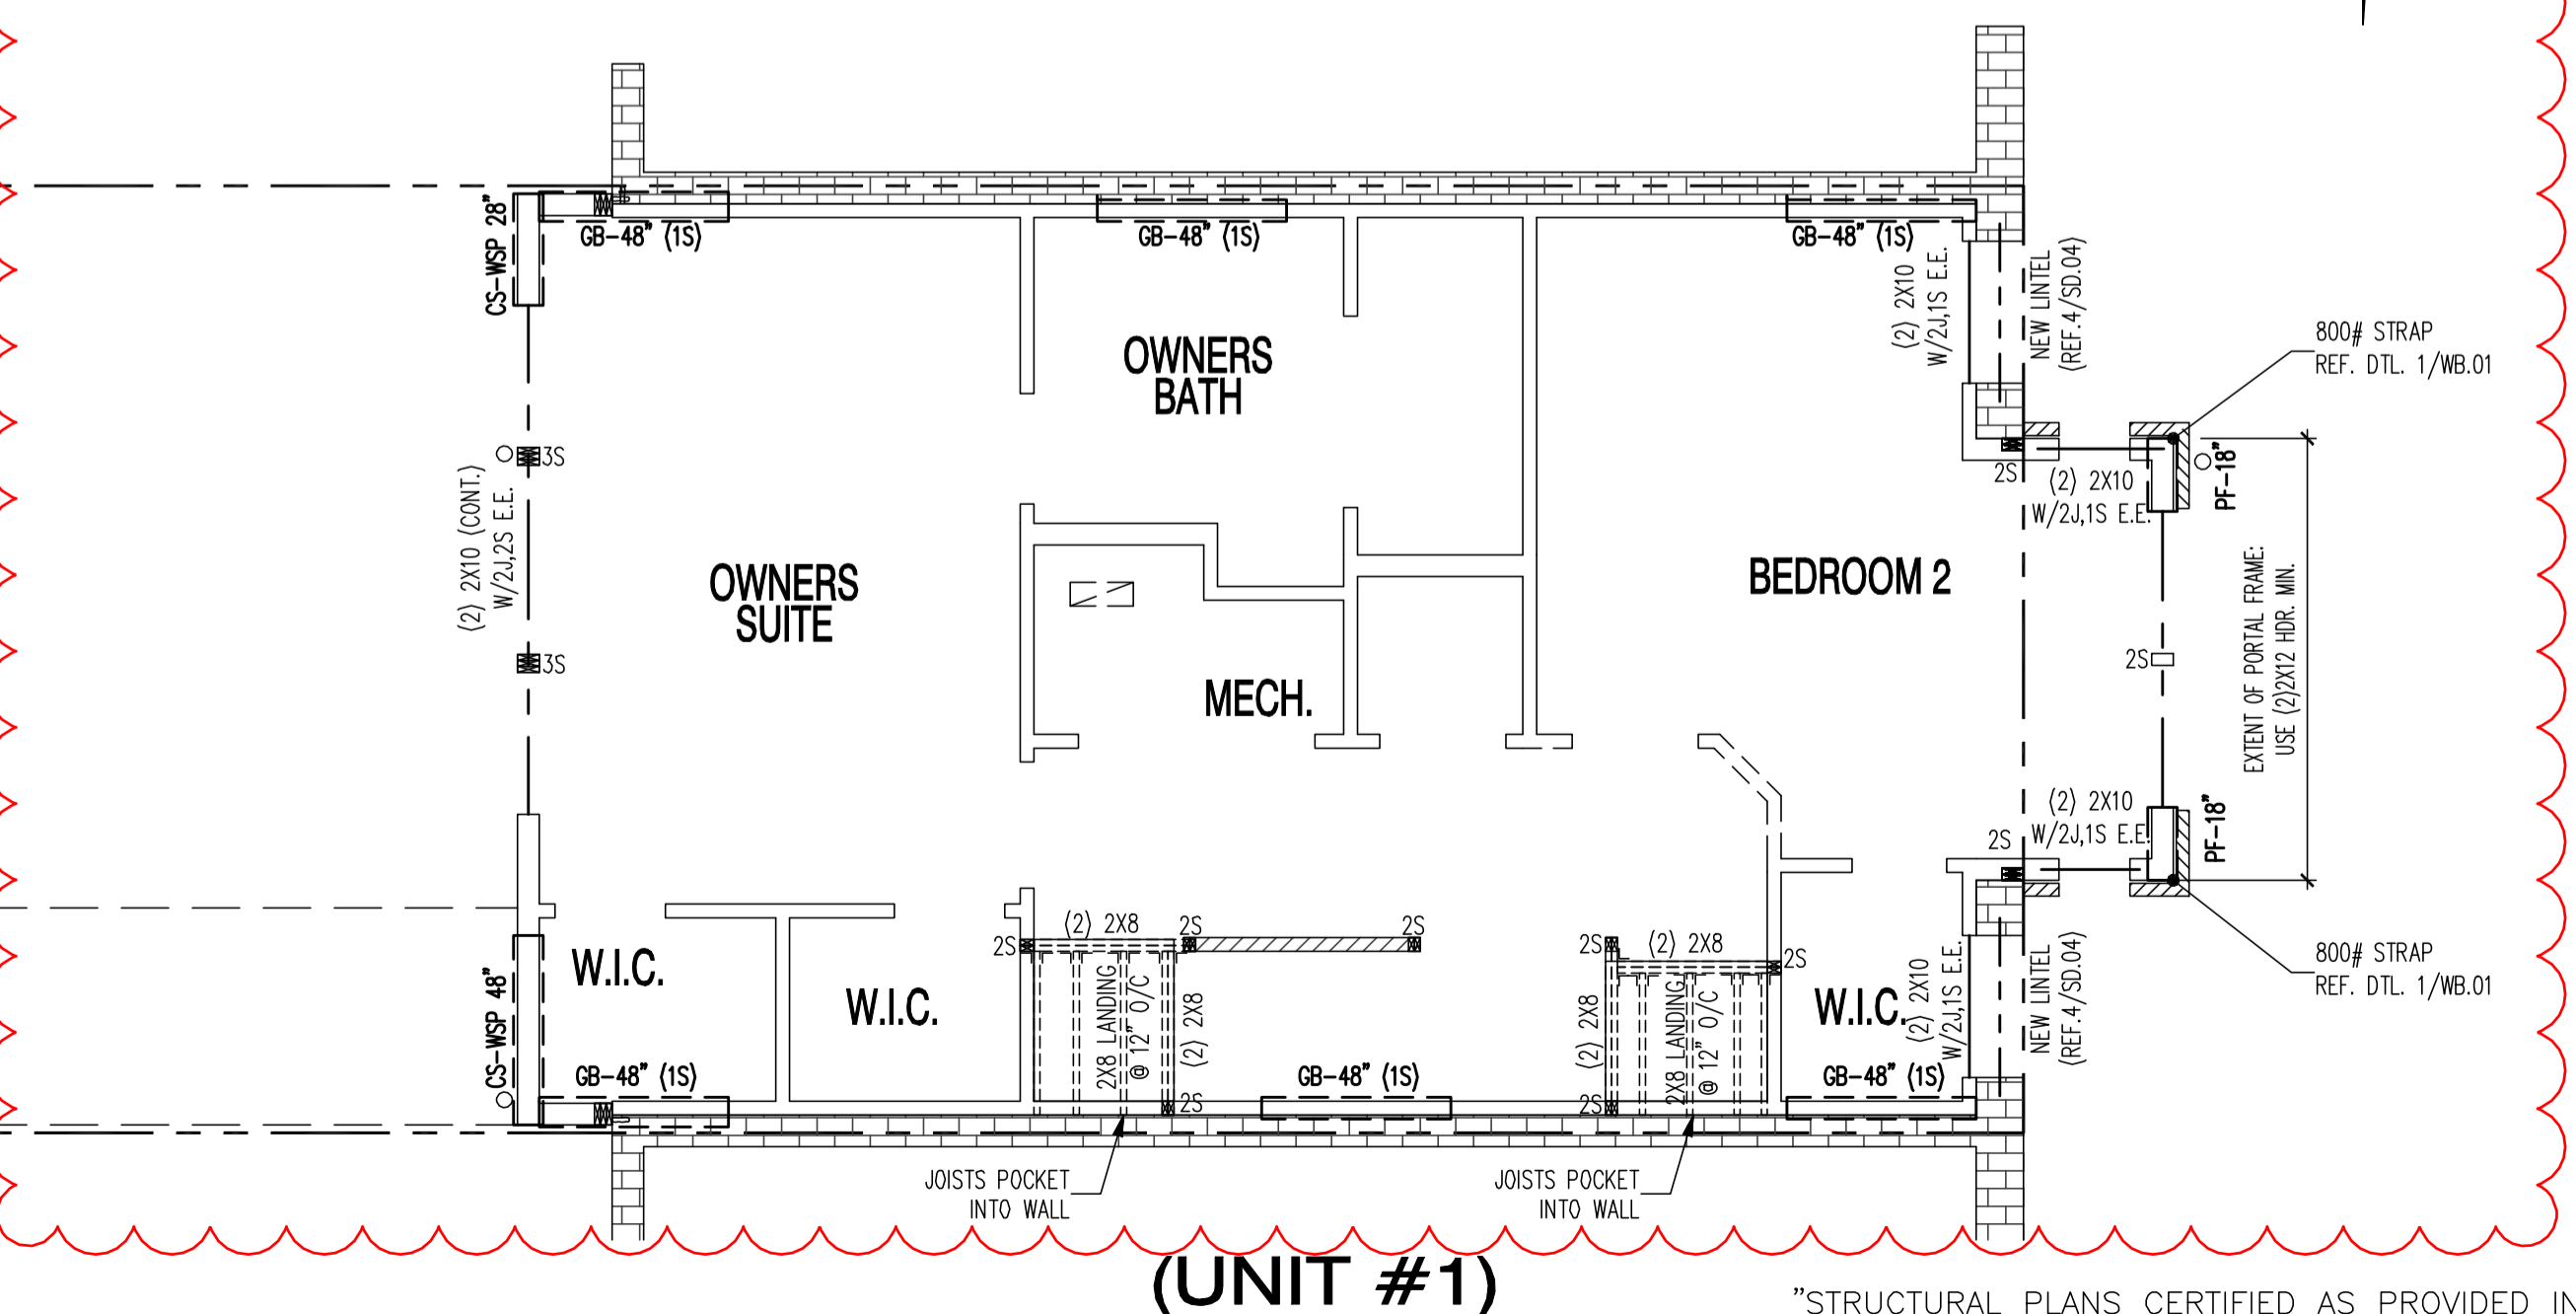 CS-WSP 28"
GB-48" (1S)
GB-48" (1S)
GB-48" (1S)
(2) 2X10
W/2J,1S E.E.
NEW LINTEL
(REF.4/SD.04)
800# STRAP
REF. DTL. 1/WB.01
OWNERS
BATH
3S
(2) 2X10 (CONT.)
W/2J,2S E.E.
3S
OWNERS
SUITE
MECH.
BEDROOM 2
2S
(2) 2X10
W/2J,1S E.E.
PF-18"
2S
EXTENT OF PORTAL FRAME:
USE (2)2X12 HDR. MIN.
2S
(2) 2X10
W/2J,1S E.E.
PF-18"
800# STRAP
REF. DTL. 1/WB.01
CS-WSP 48"
W.I.C.
W.I.C.
GB-48" (1S)
2S
(2) 2X8
2S
2S
2X8 LANDING
@ 12" O/C
(2) 2X8
2S
GB-48" (1S)
2S
(2) 2X8
2S
(2) 2X8
2X8 LANDING
@ 12" O/C
2S
W.I.C.
(2) 2X10
W/2J,1S E.E.
NEW LINTEL
(REF.4/SD.04)
GB-48" (1S)
JOISTS POCKET
INTO WALL
JOISTS POCKET
INTO WALL
(UNIT #1)
"STRUCTURAL PLANS CERTIFIED AS PROVIDED IN